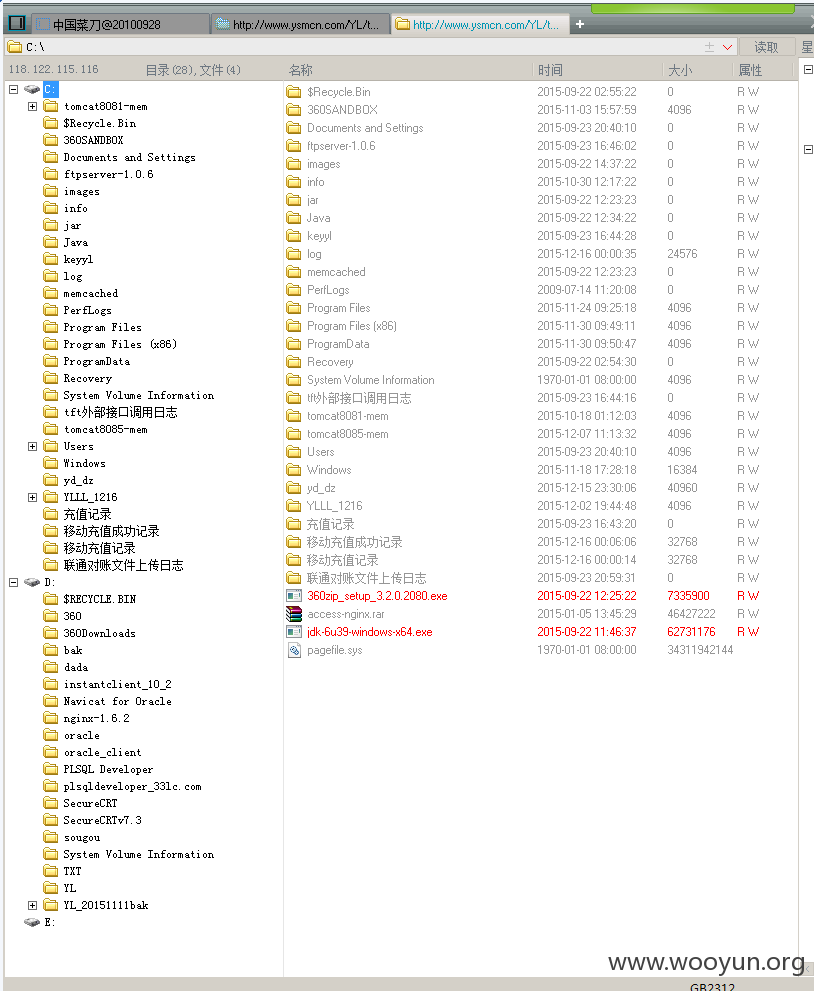 中国菜刀@20100928 http://www.ysmcn.com/YL/t... http://www.ysmcn.com/YL/t... +
C:\ 读取
118.122.115.116 目录(28),文件(4) 名称 时间 大小 属性
C:
tomcat8081-mem
$Recycle.Bin
360SANDBOX
Documents and Settings
ftpserver-1.0.6
images
info
jar
Java
keyyl
log
memcached
PerfLogs
Program Files
Program Files (x86)
ProgramData
Recovery
System Volume Information
tft外部接口调用日志
tomcat8085-mem
Users
Windows
yd_dz
YLLL_1216
充值记录
移动充值成功记录
移动充值记录
联通对账文件上传日志
D:
$RECYCLE.BIN
360
360Downloads
bak
dada
instantclient_10_2
Navicat for Oracle
nginx-1.6.2
oracle
oracle_client
PLSQL Developer
plsqldeveloper_33lc.com
SecureCRT
SecureCRTv7.3
sougou
System Volume Information
TXT
YL
YL_20151111bak
E:
$Recycle.Bin 2015-09-22 02:55:22 0 R W
360SANDBOX 2015-11-03 15:57:59 4096 R W
Documents and Settings 2015-09-23 20:40:10 0 R W
ftpserver-1.0.6 2015-09-23 16:46:02 0 R W
images 2015-09-22 14:37:22 0 R W
info 2015-10-30 12:17:22 0 R W
jar 2015-09-22 12:23:23 0 R W
Java 2015-09-22 12:34:22 0 R W
keyyl 2015-09-23 16:44:28 0 R W
log 2015-12-16 00:00:35 24576 R W
memcached 2015-09-22 12:23:23 0 R W
PerfLogs 2009-07-14 11:20:08 0 R W
Program Files 2015-11-24 09:25:18 4096 R W
Program Files (x86) 2015-11-30 09:49:11 4096 R W
ProgramData 2015-11-30 09:50:47 4096 R W
Recovery 2015-09-22 02:54:30 0 R W
System Volume Information 1970-01-01 08:00:00 4096 R W
tft外部接口调用日志 2015-09-23 16:44:16 0 R W
tomcat8081-mem 2015-10-18 01:12:03 4096 R W
tomcat8085-mem 2015-12-07 11:13:32 4096 R W
Users 2015-09-23 20:40:10 4096 R W
Windows 2015-11-18 17:28:18 16384 R W
yd_dz 2015-12-15 23:30:06 40960 R W
YLLL_1216 2015-12-02 19:44:48 4096 R W
充值记录 2015-09-23 16:43:20 0 R W
移动充值成功记录 2015-12-16 00:06:06 32768 R W
移动充值记录 2015-12-16 00:00:14 32768 R W
联通对账文件上传日志 2015-09-23 20:59:31 0 R W
360zip_setup_3.2.0.2080.exe 2015-09-22 12:25:22 7335900 R W
access-nginx.rar 2015-01-05 13:45:29 46427222 R W
jdk-6u39-windows-x64.exe 2015-09-22 11:46:37 62731176 R W
pagefile.sys 1970-01-01 08:00:00 34311942144 R W
www.wooyun.org
GB2312